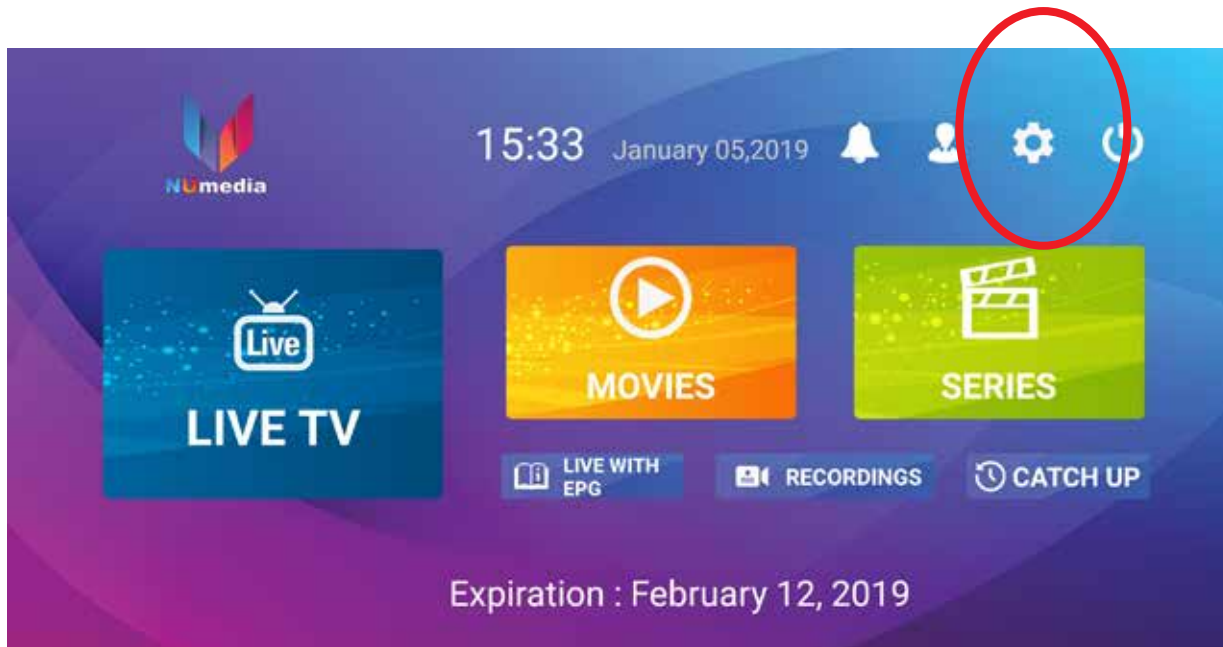 15:33 January 05,2019
NUmedia
Live
LIVE TV
MOVIES
SERIES
LIVE WITH
EPG
RECORDINGS
CATCH UP
Expiration : February 12, 2019